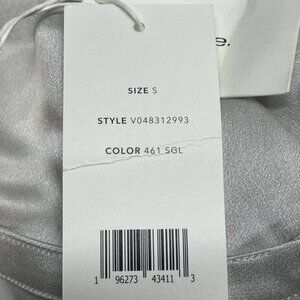 e.
SIZE S
STYLE V048312993
COLOR 461 SGL
1 96273 43411 3